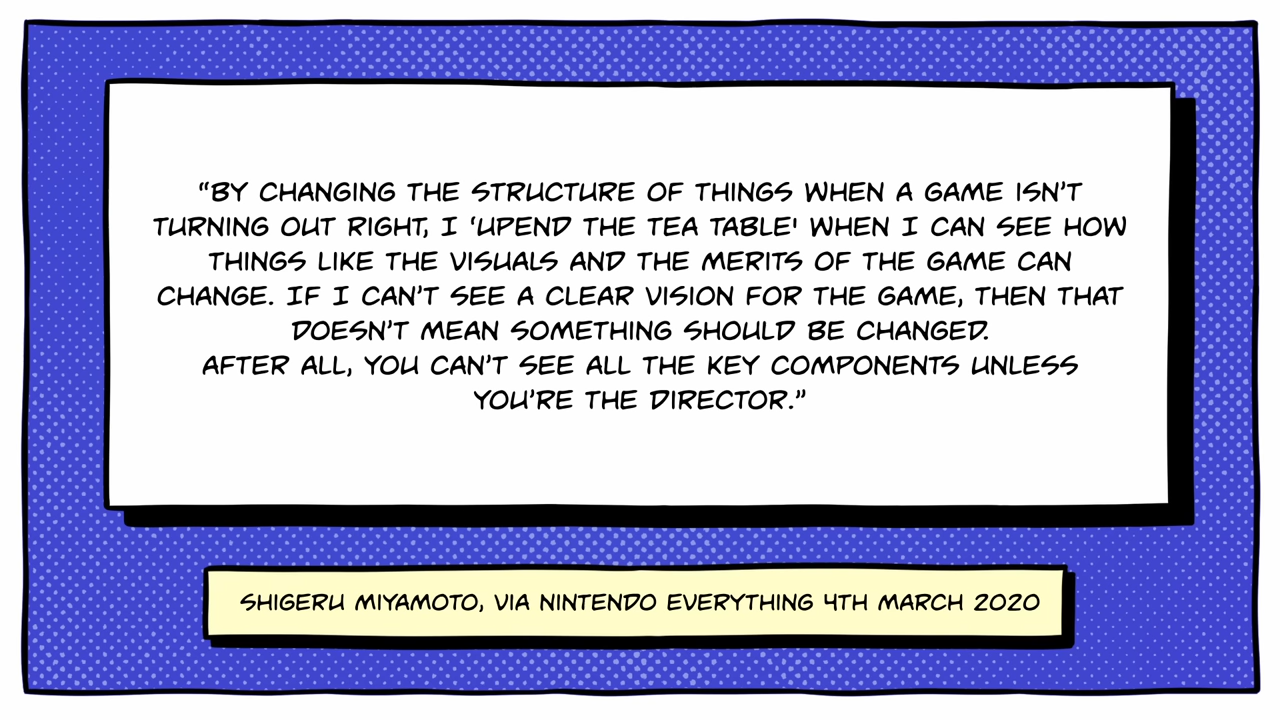 “BY CHANGING THE STRUCTURE OF THINGS WHEN A GAME ISN’T
TURNING OUT RIGHT, I ‘UPEND THE TEA TABLE' WHEN I CAN SEE HOW
THINGS LIKE THE VISUALS AND THE MERITS OF THE GAME CAN
CHANGE. IF I CAN’T SEE A CLEAR VISION FOR THE GAME, THEN THAT
DOESN’T MEAN SOMETHING SHOULD BE CHANGED.
AFTER ALL, YOU CAN’T SEE ALL THE KEY COMPONENTS UNLESS
YOU’RE THE DIRECTOR.”
SHIGERU MIYAMOTO, VIA NINTENDO EVERYTHING 4TH MARCH 2020